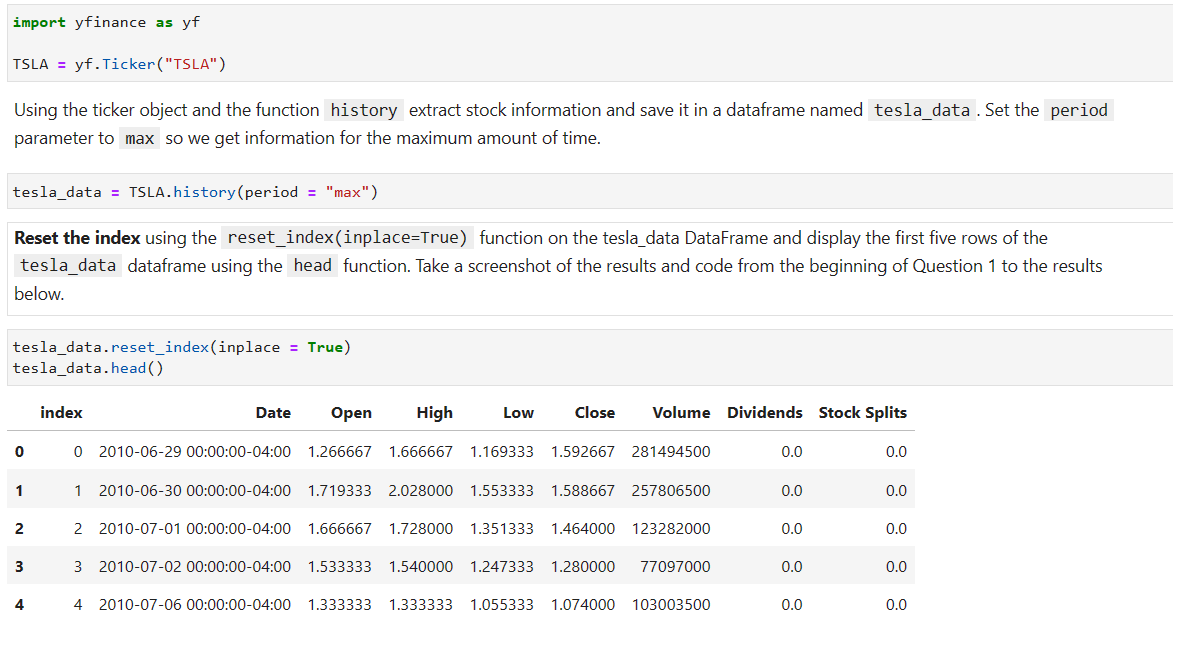 import yfinance as yf
TSLA = yf.Ticker("TSLA")
Using the ticker object and the function history extract stock information and save it in a dataframe named tesla_data . Set the period
parameter to max so we get information for the maximum amount of time.
tesla_data = TSLA.history(period = "max")
Reset the index using the reset_index(inplace=True) function on the tesla_data DataFrame and display the first five rows of the
tesla_data dataframe using the head function. Take a screenshot of the results and code from the beginning of Question 1 to the results
below.
tesla_data.reset_index(inplace = True)
tesla_data.head()
index Date Open High Low Close Volume Dividends Stock Splits
0 0 2010-06-29 00:00:00-04:00 1.266667 1.666667 1.169333 1.592667 281494500 0.0 0.0
1 1 2010-06-30 00:00:00-04:00 1.719333 2.028000 1.553333 1.588667 257806500 0.0 0.0
2 2 2010-07-01 00:00:00-04:00 1.666667 1.728000 1.351333 1.464000 123282000 0.0 0.0
3 3 2010-07-02 00:00:00-04:00 1.533333 1.540000 1.247333 1.280000 77097000 0.0 0.0
4 4 2010-07-06 00:00:00-04:00 1.333333 1.333333 1.055333 1.074000 103003500 0.0 0.0